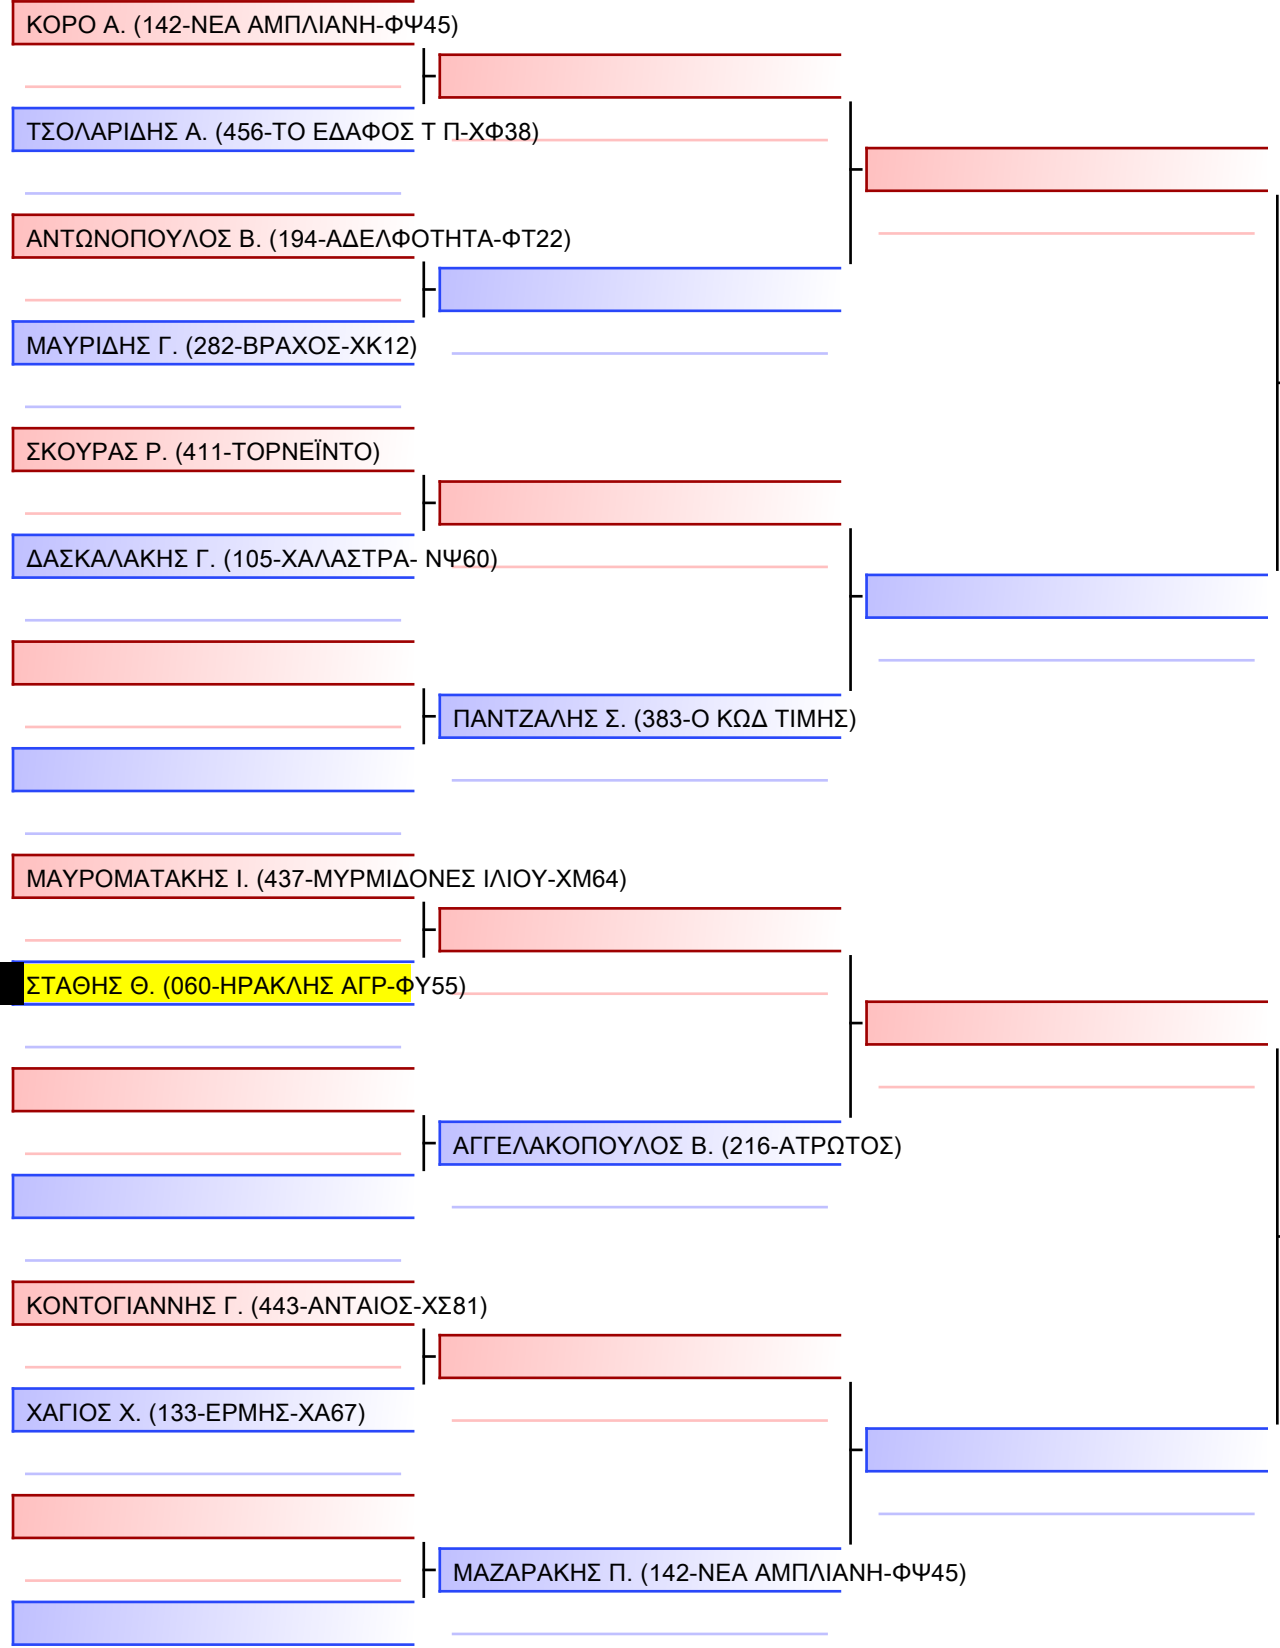 ΚΟΡΟ Α. (142-ΝΕΑ ΑΜΠΛΙΑΝΗ-ΦΨ45)
ΤΣΟΛΑΡΙΔΗΣ Α. (456-ΤΟ ΕΔΑΦΟΣ Τ Π-ΧΦ38)
ΑΝΤΩΝΟΠΟΥΛΟΣ Β. (194-ΑΔΕΛΦΟΤΗΤΑ-ΦΤ22)
ΜΑΥΡΙΔΗΣ Γ. (282-ΒΡΑΧΟΣ-ΧΚ12)
ΣΚΟΥΡΑΣ Ρ. (411-ΤΟΡΝΕΪΝΤΟ)
ΔΑΣΚΑΛΑΚΗΣ Γ. (105-ΧΑΛΑΣΤΡΑ- ΝΨ60)
ΠΑΝΤΖΑΛΗΣ Σ. (383-Ο ΚΩΔ ΤΙΜΗΣ)
ΜΑΥΡΟΜΑΤΑΚΗΣ Ι. (437-ΜΥΡΜΙΔΟΝΕΣ ΙΛΙΟΥ-ΧΜ64)
ΣΤΑΘΗΣ Θ. (060-ΗΡΑΚΛΗΣ ΑΓΡ-ΦΥ55)
ΑΓΓΕΛΑΚΟΠΟΥΛΟΣ Β. (216-ΑΤΡΩΤΟΣ)
ΚΟΝΤΟΓΙΑΝΝΗΣ Γ. (443-ΑΝΤΑΙΟΣ-ΧΣ81)
ΧΑΓΙΟΣ Χ. (133-ΕΡΜΗΣ-ΧΑ67)
ΜΑΖΑΡΑΚΗΣ Π. (142-ΝΕΑ ΑΜΠΛΙΑΝΗ-ΦΨ45)